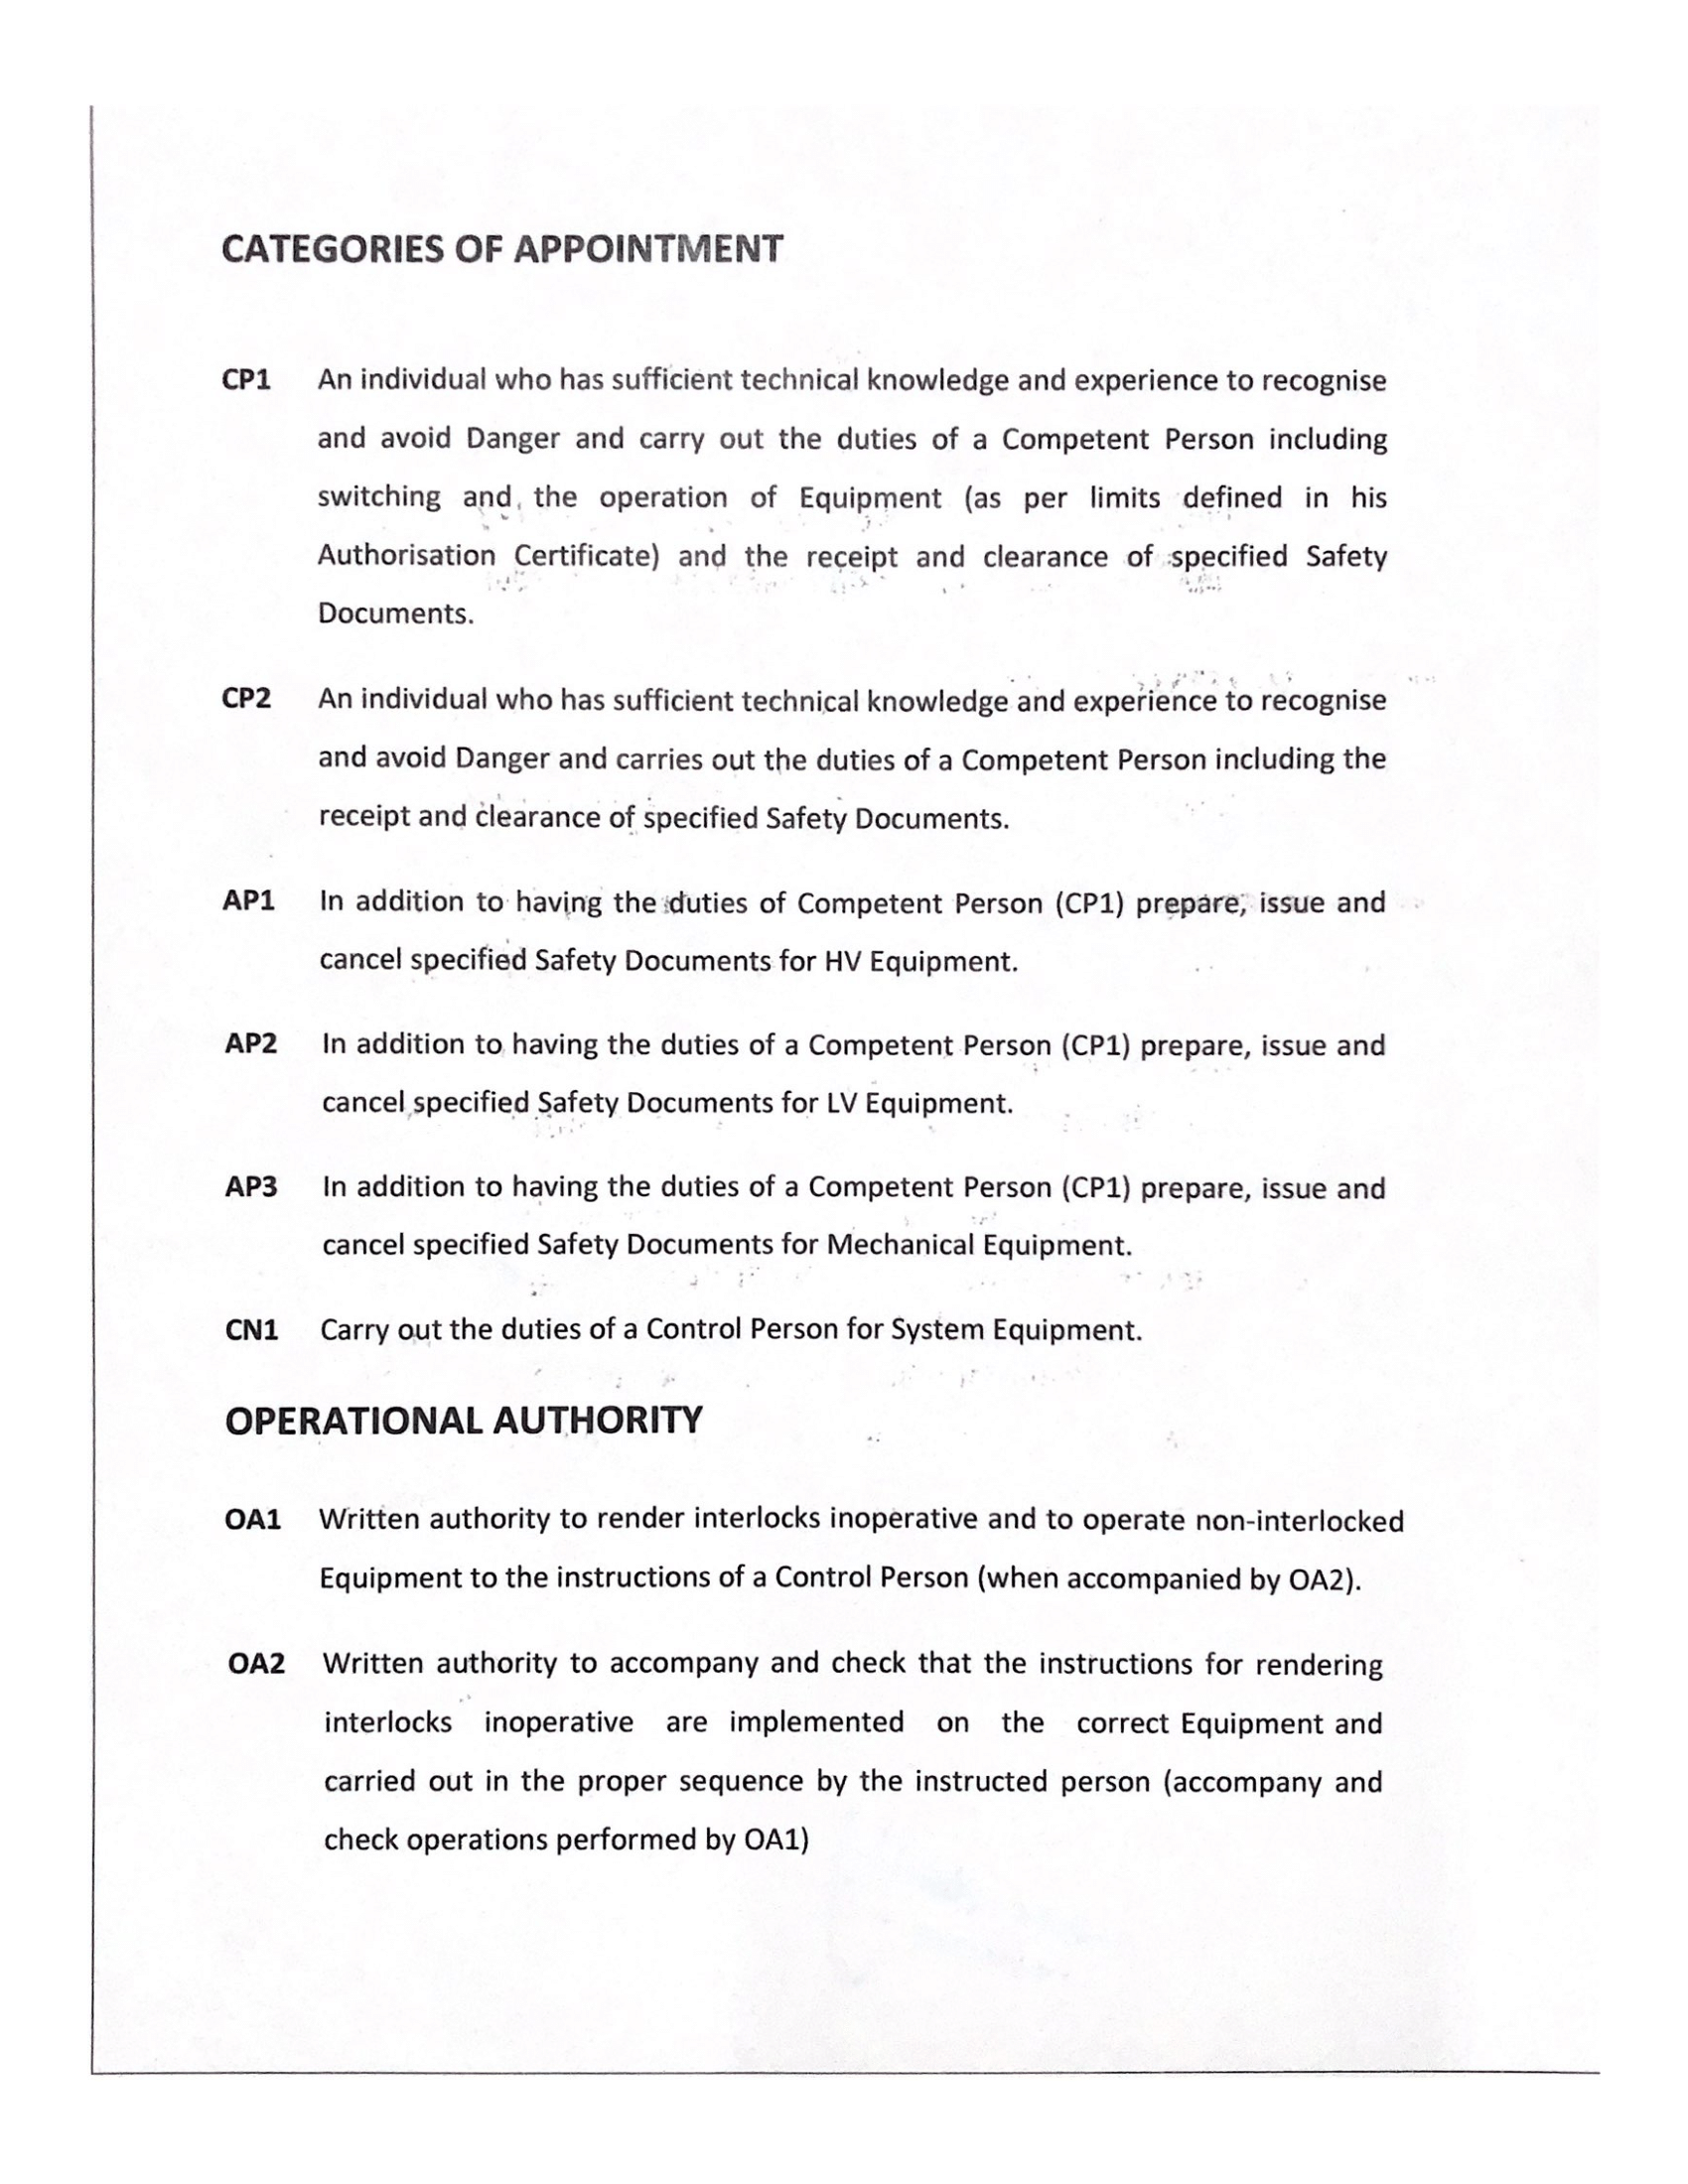 CATEGORIES OF APPOINTMENT
CP1 An individual who has sufficient technical knowledge and experience to recognise
and avoid Danger and carry out the duties of a Competent Person including
switching and the operation of Equipment (as per limits defined in his
Authorisation Certificate) and the receipt and clearance of specified Safety
Documents.
CP2 An individual who has sufficient technical knowledge and experience to recognise
and avoid Danger and carries out the duties of a Competent Person including the
receipt and clearance of specified Safety Documents.
AP1 In addition to having the duties of Competent Person (CP1) prepare, issue and
cancel specified Safety Documents for HV Equipment.
AP2 In addition to having the duties of a Competent Person (CP1) prepare, issue and
cancel specified Safety Documents for LV Equipment.
AP3 In addition to having the duties of a Competent Person (CP1) prepare, issue and
cancel specified Safety Documents for Mechanical Equipment.
CN1 Carry out the duties of a Control Person for System Equipment.
OPERATIONAL AUTHORITY
OA1 Written authority to render interlocks inoperative and to operate non-interlocked
Equipment to the instructions of a Control Person (when accompanied by OA2).
OA2 Written authority to accompany and check that the instructions for rendering
interlocks inoperative are implemented on the correct Equipment and
carried out in the proper sequence by the instructed person (accompany and
check operations performed by OA1)